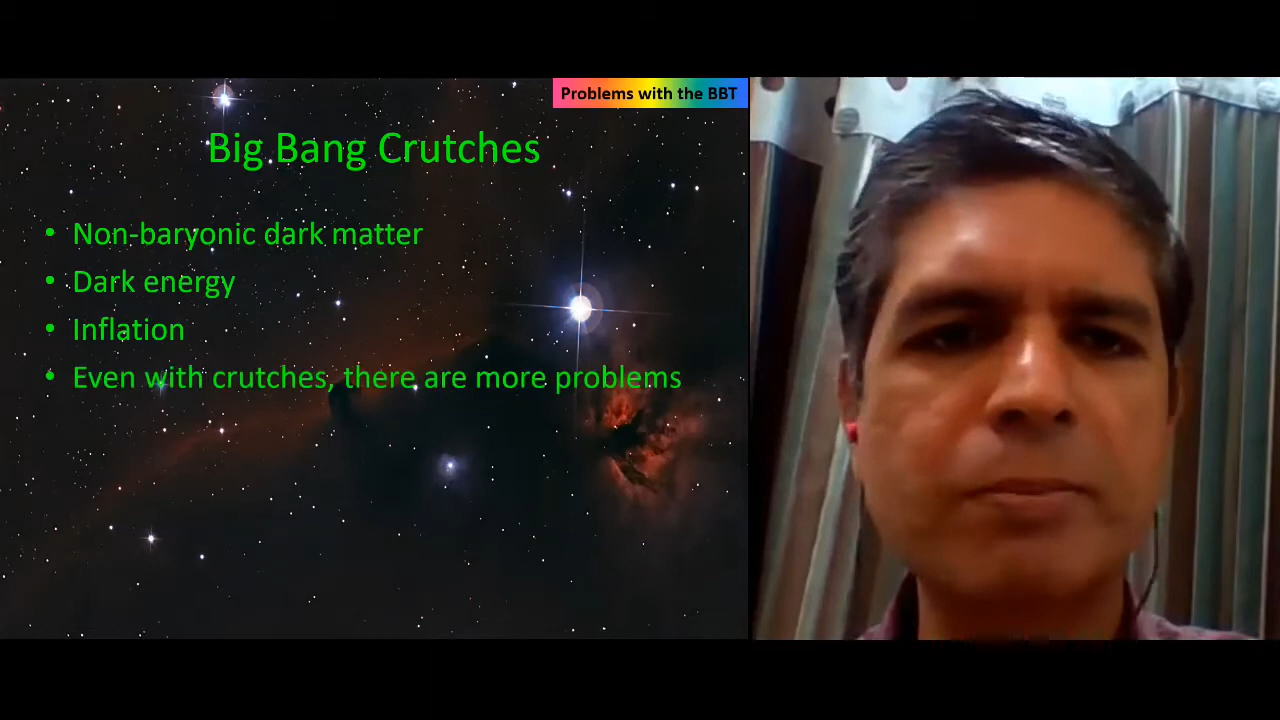 Problems with the BBT
Big Bang Crutches
• Non-baryonic dark matter
• Dark energy
• Inflation
• Even with crutches, there are more problems